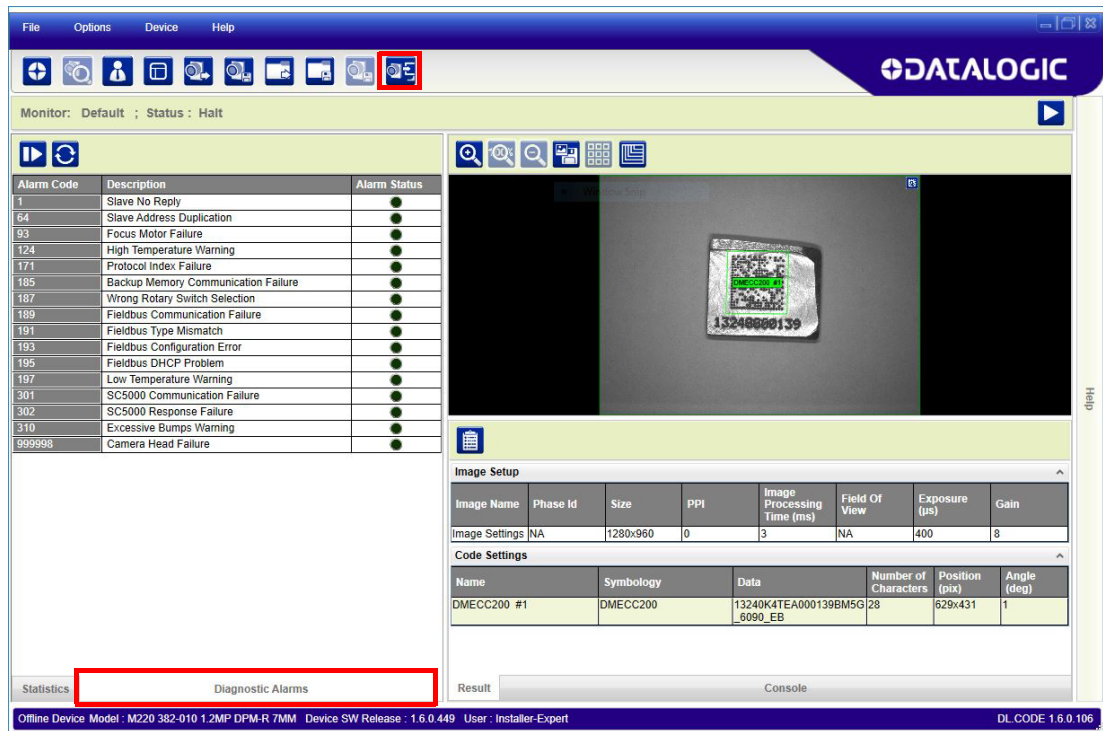 File Options Device Help
DATALOGIC
Monitor: Default ; Status : Halt
Alarm Code Description Alarm Status
1 Slave No Reply
64 Slave Address Duplication
93 Focus Motor Failure
124 High Temperature Warning
171 Protocol Index Failure
185 Backup Memory Communication Failure
187 Wrong Rotary Switch Selection
189 Fieldbus Communication Failure
191 Fieldbus Type Mismatch
193 Fieldbus Configuration Error
195 Fieldbus DHCP Problem
197 Low Temperature Warning
301 SC5000 Communication Failure
302 SC5000 Response Failure
310 Excessive Bumps Warning
999998 Camera Head Failure
Statistics Diagnostic Alarms
100%
Window Snip
DMECC200 #1
Image Setup
Image Name Phase Id Size PPI Image Processing Time (ms) Field Of View Exposure (µs) Gain
Image Settings NA 1280x960 0 3 NA 400 8
Code Settings
Name Symbology Data Number of Characters Position (pix) Angle (deg)
DMECC200 #1 DMECC200 13240K4TEA000139BM5G 28 629x431 1
_6090_EB
Result Console
Help
Offline Device Model : M220 382-010 1.2MP DPM-R 7MM Device SW Release : 1.6.0.449 User : Installer-Expert DL.CODE 1.6.0.106